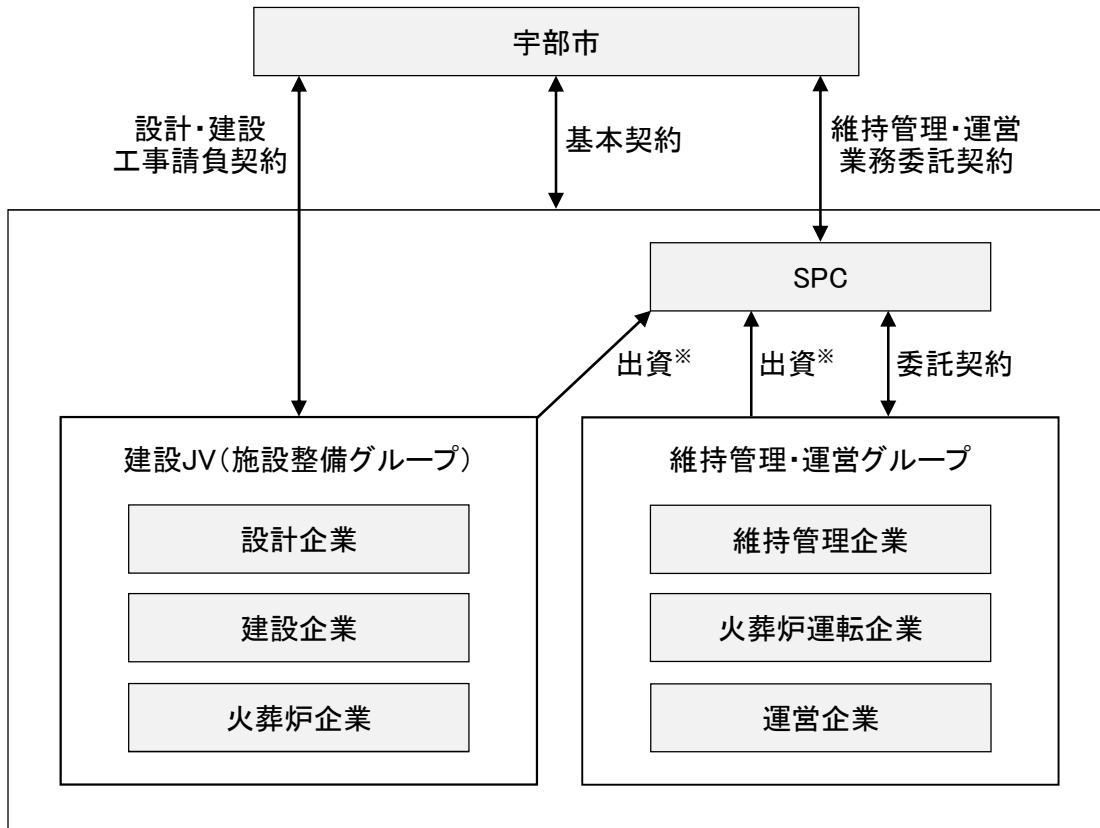 宇部市
設計・建設
工事請負契約
基本契約
維持管理・運営
業務委託契約
SPC
出資※
出資※
委託契約
建設JV(施設整備グループ)
設計企業
建設企業
火葬炉企業
維持管理・運営グループ
維持管理企業
火葬炉運転企業
運営企業